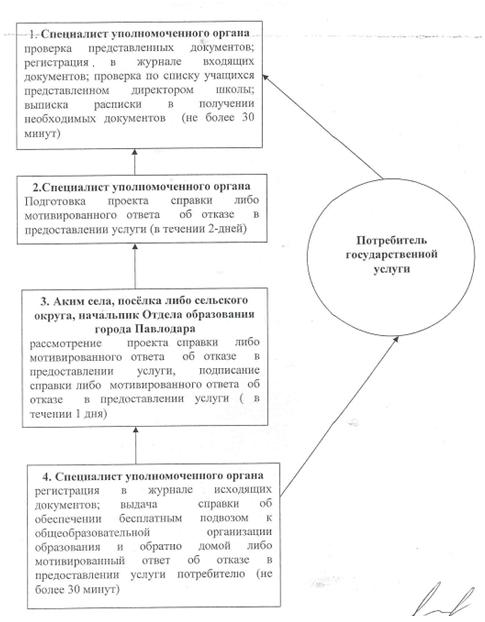 1. Специалист уполномоченного органа
проверка представленных документов;
регистрация в журнале входящих
документов; проверка по списку учащихся
представленном директором школы;
выписка расписки в получении
необходимых документов (не более 30
минут)
2.Специалист уполномоченного органа
Подготовка проекта справки либо
мотивированного ответа об отказе в
предоставлении услуги (в течении 2-дней)
Потребитель
государственной
услуги
3. Аким села, посёлка либо сельского
округа, начальник Отдела образования
города Павлодара
рассмотрение проекта справки либо
мотивированного ответа об отказе в
предоставлении услуги, подписание
справки либо мотивированного ответа об
отказе в предоставлении услуги ( в
течении 1 дня)
4. Специалист уполномоченного органа
регистрация в журнале исходящих
документов; выдача справки об
обеспечении бесплатным подвозом к
общеобразовательной организации
образования и обратно домой либо
мотивированный ответ об отказе в
предоставлении услуги потребителю (не
более 30 минут)